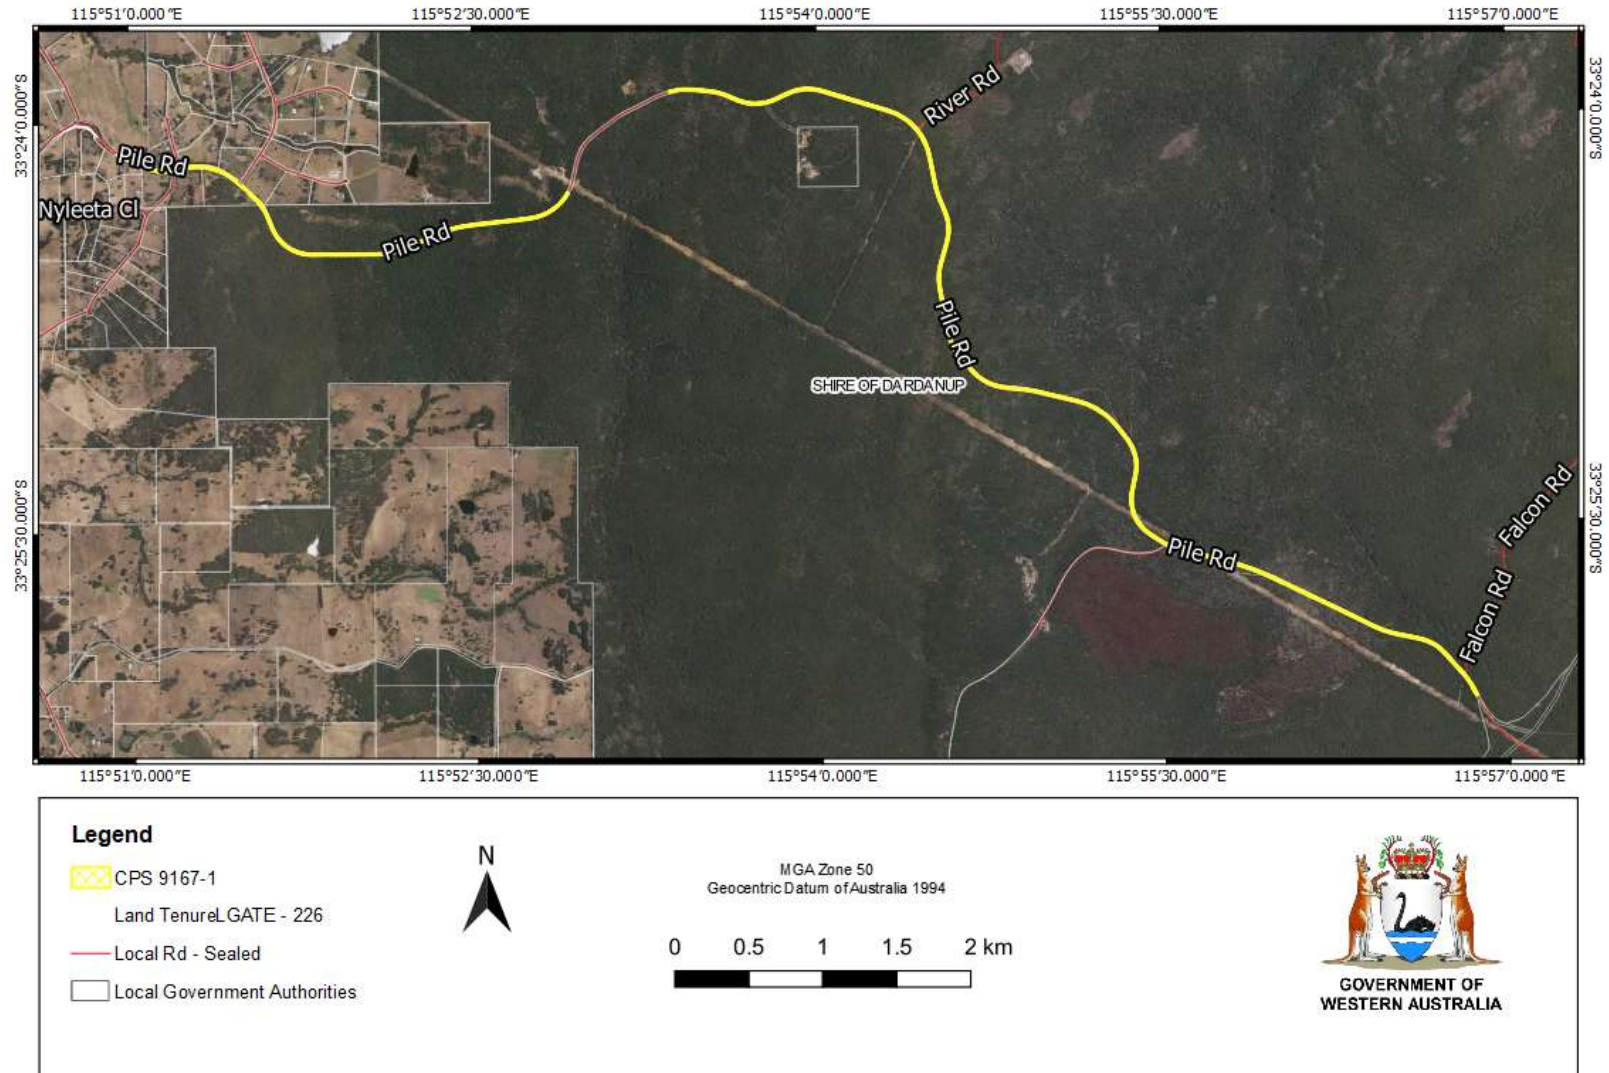 115°51'0.000"E 115°52'30.000"E 115°54'0.000"E 115°55'30.000"E 115°57'0.000"E
33°24'0.000"S
33°24'0.000"S
River Rd
Pile Rd
Nyleeta Cl
Pile Rd
Pile Rd
SHIRE OF DARDANUP
33°25'30.000"S
33°25'30.000"S
Falcon Rd
Pile Rd
Falcon Rd
115°51'0.000"E 115°52'30.000"E 115°54'0.000"E 115°55'30.000"E 115°57'0.000"E
Legend
CPS 9167-1
Land TenureLGATE - 226
Local Rd - Sealed
Local Government Authorities
N
MGA Zone 50
Geocentric Datum of Australia 1994
0 0.5 1 1.5 2 km
GOVERNMENT OF
WESTERN AUSTRALIA